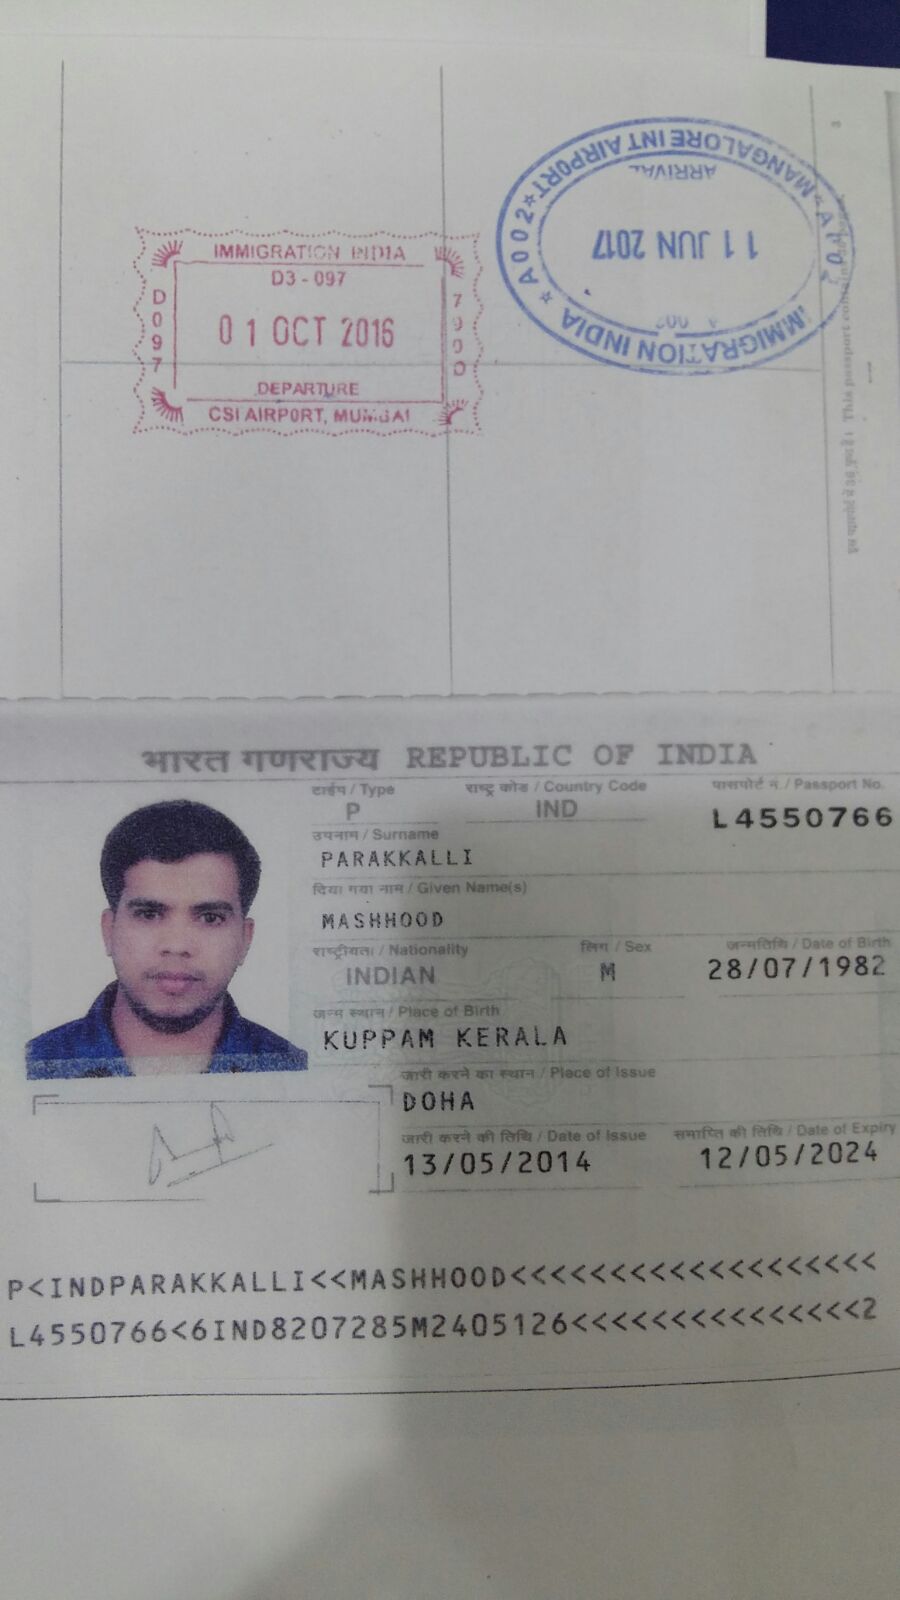 IMMIGRATION INDIA
D3 - 097
D097
01 OCT 2016
DEPARTURE
CSI AIRPORT, MUMBAI
A002 ★ MANGALORE INT AIRPORT ★ A002
ARRIVAL
11 JUN 2017
IMMIGRATION INDIA
3
This passport
भारत गणराज्य REPUBLIC OF INDIA
टाईप / Type राष्ट्र कोड / Country Code पासपोर्ट नं. / Passport No.
P IND L4550766
उपनाम / Surname
PARAKKALLI
दिया गया नाम / Given Name(s)
MASHHOOD
राष्ट्रीयता / Nationality लिंग / Sex जन्मतिथि / Date of Birth
INDIAN M 28/07/1982
जन्म स्थान / Place of Birth
KUPPAM KERALA
जारी करने का स्थान / Place of Issue
DOHA
जारी करने की तिथि / Date of Issue समाप्ति की तिथि / Date of Expiry
13/05/2014 12/05/2024
P<INDPARAKKALLI<<MASHHOOD<<<<<<<<<<<<<<<<<<<
L4550766<6IND8207285M2405126<<<<<<<<<<<<<<<2